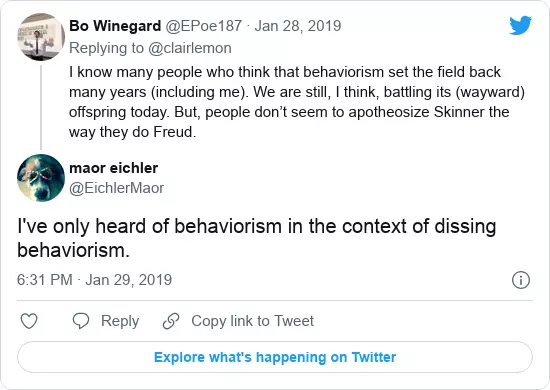 Bo Winegard @EPoe187 · Jan 28, 2019
Replying to @clairlemon
I know many people who think that behaviorism set the field back
many years (including me). We are still, I think, battling its (wayward)
offspring today. But, people don’t seem to apotheosize Skinner the
way they do Freud.
maor eichler
@EichlerMaor
I've only heard of behaviorism in the context of dissing
behaviorism.
6:31 PM · Jan 29, 2019
Reply
Copy link to Tweet
Explore what's happening on Twitter